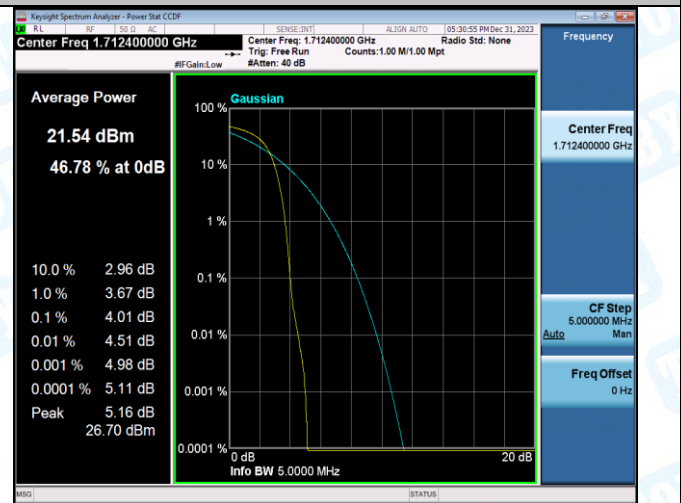 Keysight Spectrum Analyzer - Power Stat CCDF
RL RF 50 Ω AC SENSE:INT ALIGN AUTO 05:30:55 PM Dec 31, 2023
Center Freq 1.712400000 GHz
Center Freq: 1.712400000 GHz Radio Std: None
Trig: Free Run Counts:1.00 M/1.00 Mpt
#IFGain:Low #Atten: 40 dB
Frequency
Average Power
21.54 dBm
46.78 % at 0dB
10.0 % 2.96 dB
1.0 % 3.67 dB
0.1 % 4.01 dB
0.01 % 4.51 dB
0.001 % 4.98 dB
0.0001 % 5.11 dB
Peak 5.16 dB
26.70 dBm
Gaussian
100 %
10 %
1 %
0.1 %
0.01 %
0.001 %
0.0001 %
0 dB 20 dB
Info BW 5.0000 MHz
Center Freq
1.712400000 GHz
CF Step
5.000000 MHz
Auto Man
Freq Offset
0 Hz
MSG STATUS